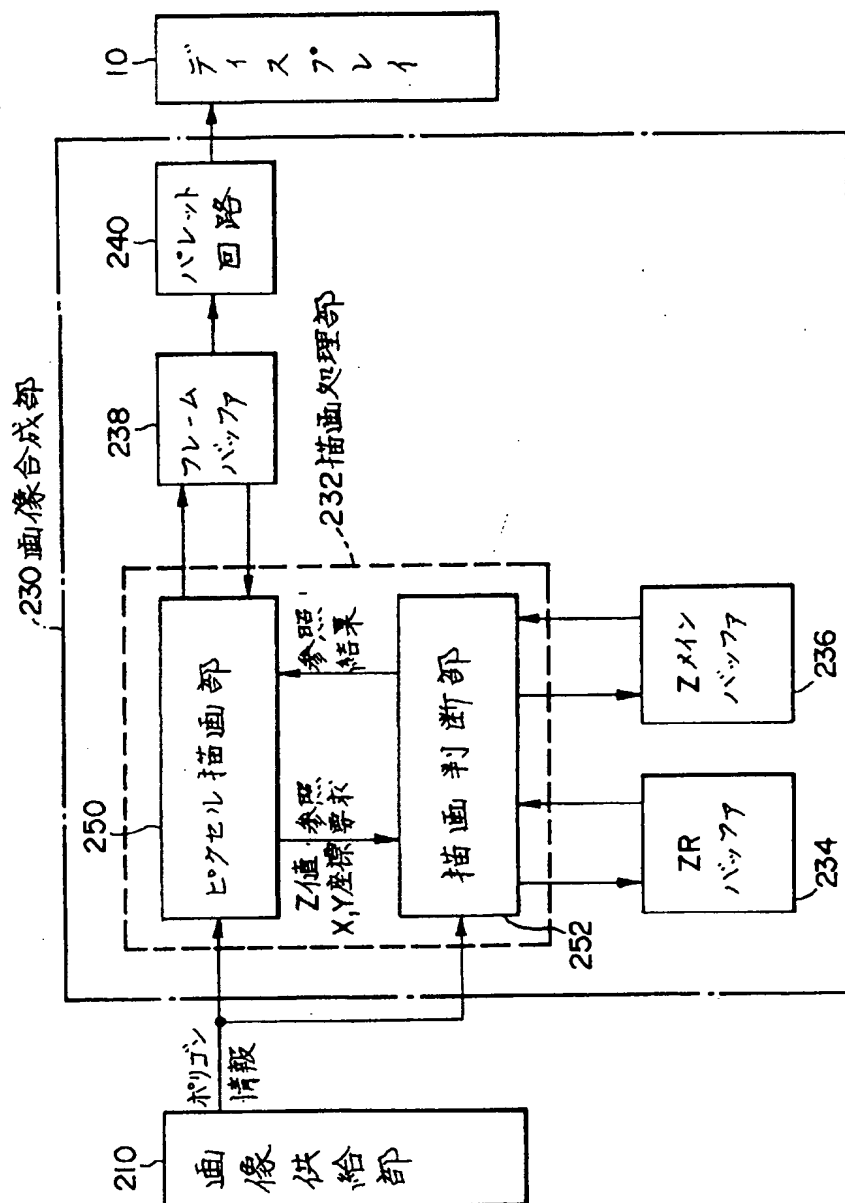 230 画像合成部
10
ディスプレイ
240
パレット
回路
238
フレーム
バッファ
232 描画処理部
250
ピクセル描画部
参照
結果
Z値・参照
X,Y座標要求
描画判断部
252
Zメイン
バッファ
236
ZR
バッファ
234
ポリゴン
情報
210
画像供給部